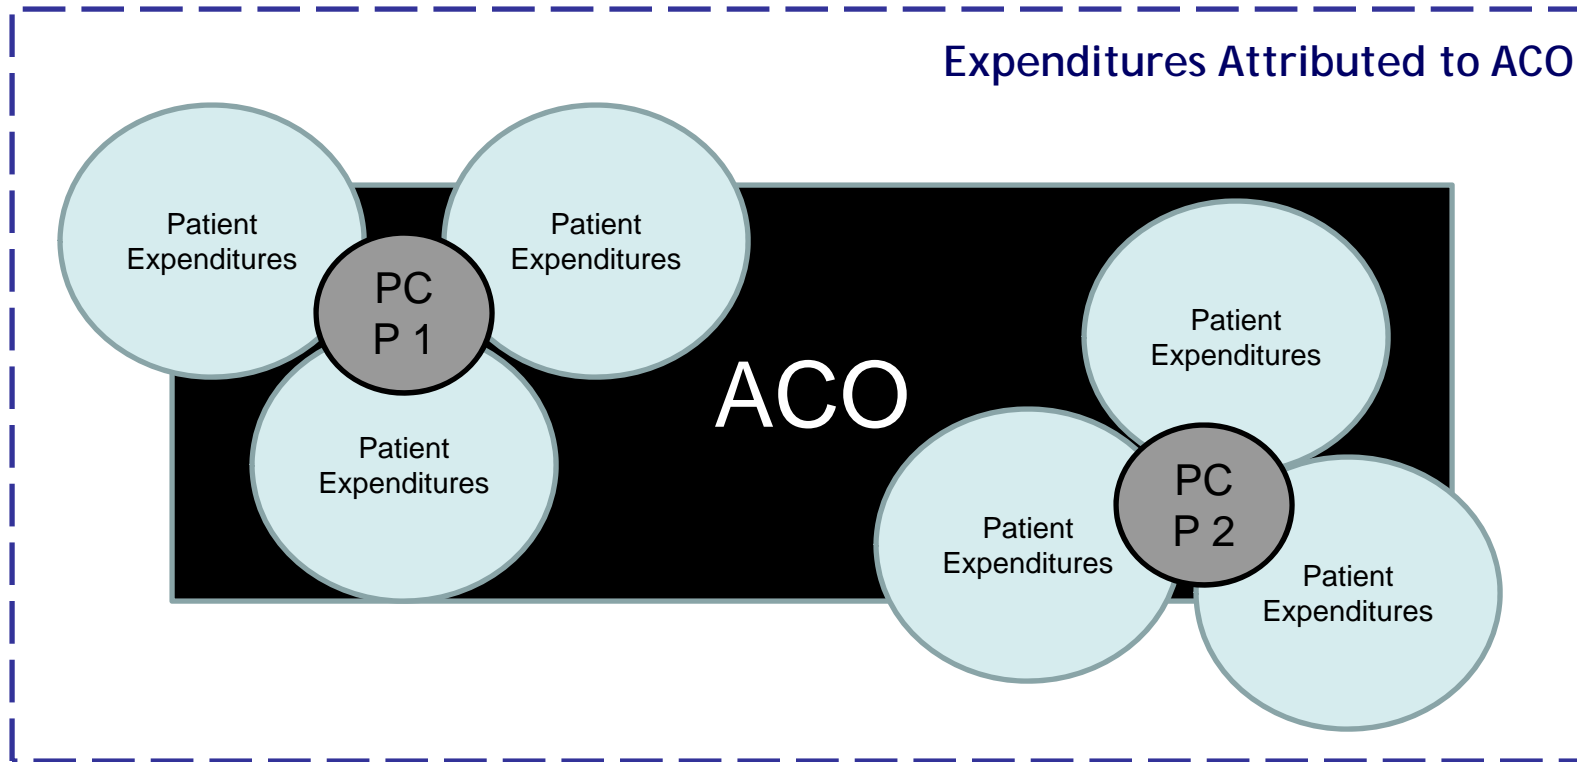 Expenditures Attributed to ACO
Patient
Expenditures
Patient
Expenditures
PC
P 1
Patient
Expenditures
ACO
Patient
Expenditures
PC
P 2
Patient
Expenditures
Patient
Expenditures